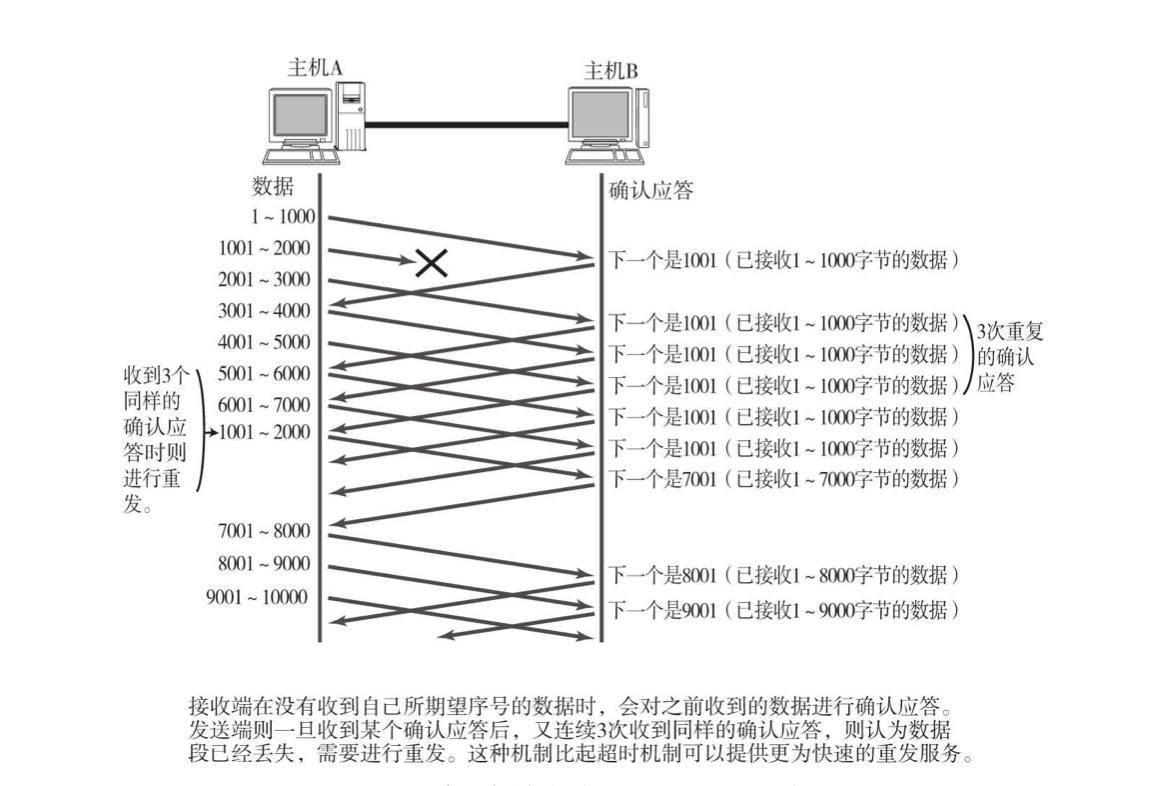 主机A
主机B
数据
确认应答
1~1000
1001~2000
下一个是1001(已接收1~1000字节的数据)
2001~3000
3001~4000
下一个是1001(已接收1~1000字节的数据)
3次重复
的确认
应答
4001~5000
下一个是1001(已接收1~1000字节的数据)
5001~6000
下一个是1001(已接收1~1000字节的数据)
收到3个
同样的
确认应
答时则
进行重
发。
6001~7000
下一个是1001(已接收1~1000字节的数据)
1001~2000
下一个是1001(已接收1~1000字节的数据)
下一个是7001(已接收1~7000字节的数据)
7001~8000
8001~9000
下一个是8001(已接收1~8000字节的数据)
9001~10000
下一个是9001(已接收1~9000字节的数据)
接收端在没有收到自己所期望序号的数据时,会对之前收到的数据进行确认应答。
发送端则一旦收到某个确认应答后,又连续3次收到同样的确认应答,则认为数据
段已经丢失,需要进行重发。这种机制比起超时机制可以提供更为快速的重发服务。